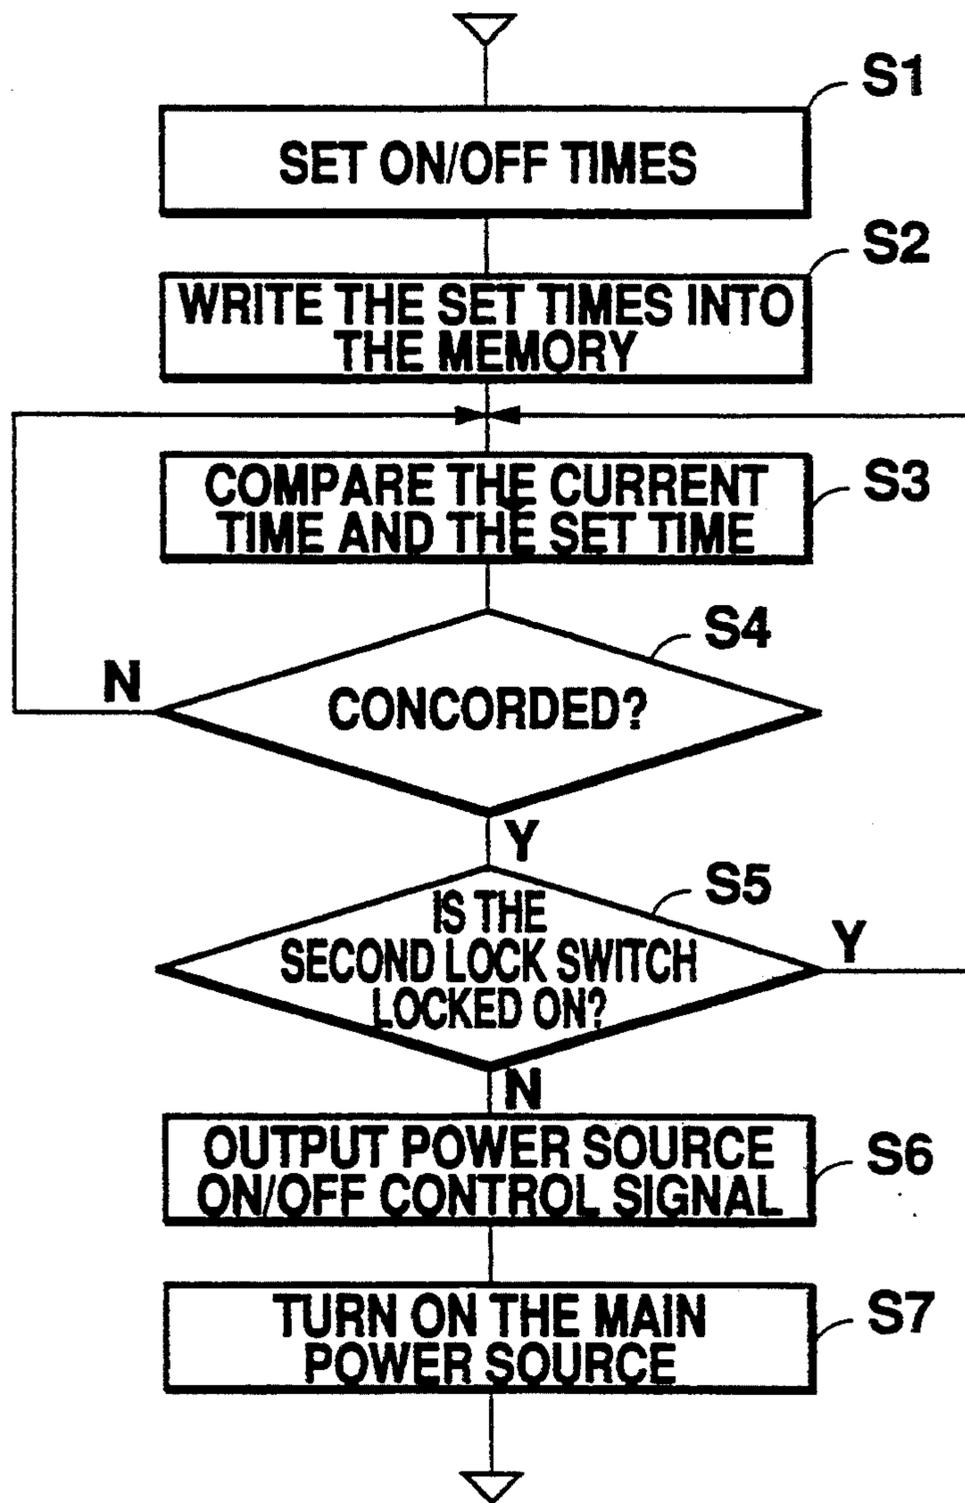 S1
SET ON/OFF TIMES
S2
WRITE THE SET TIMES INTO
THE MEMORY
COMPARE THE CURRENT
TIME AND THE SET TIME
S3
S4
N
CONCORDED?
Y
S5
IS THE
SECOND LOCK SWITCH
LOCKED ON?
Y
N
OUTPUT POWER SOURCE
ON/OFF CONTROL SIGNAL
S6
TURN ON THE MAIN
POWER SOURCE
S7